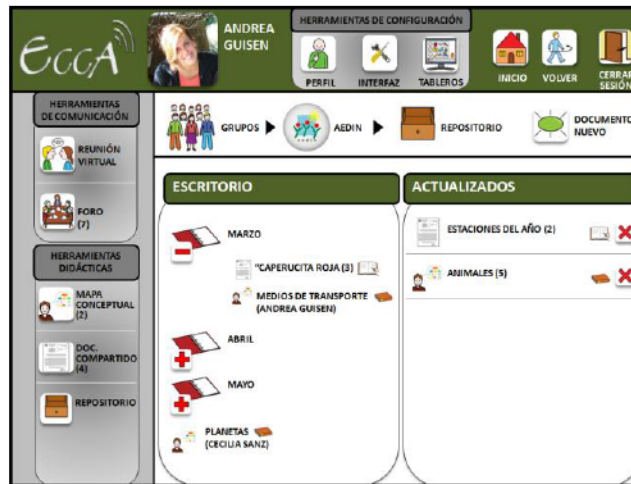 ECCA
ANDREA
GUISEN
HERRAMIENTAS DE CONFIGURACIÓN
PERFIL
INTERFAZ
TABLEROS
INICIO
VOLVER
CERRAR
SESIÓN
HERRAMIENTAS
DE COMUNICACIÓN
REUNIÓN
VIRTUAL
FORO
(7)
HERRAMIENTAS
DIDÁCTICAS
MAPA
CONCEPTUAL
(2)
DOC.
COMPARTIDO
(4)
REPOSITORIO
GRUPOS
AEDIN
REPOSITORIO
DOCUMENTO
NUEVO
ESCRITORIO
MARZO
"CAPERUCITA ROJA (3)
MEDIOS DE TRANSPORTE
(ANDREA GUISEN)
ABRIL
MAYO
PLANETAS
(CECILIA SANZ)
ACTUALIZADOS
ESTACIONES DEL AÑO (2)
ANIMALES (5)